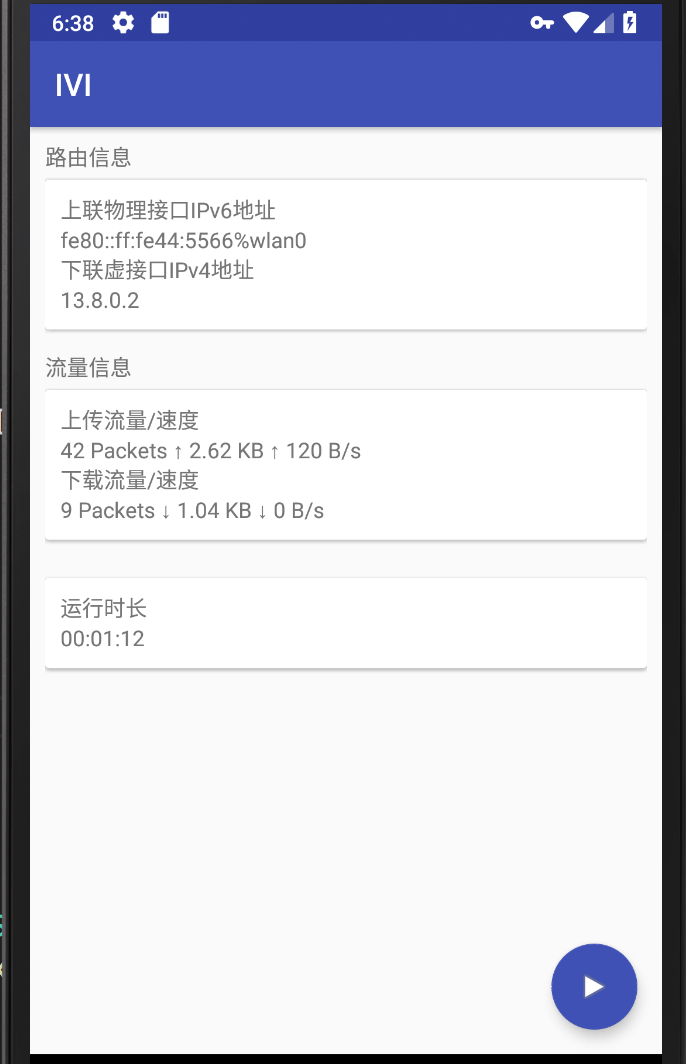 6:38
IVI
路由信息
上联物理接口IPv6地址
fe80::ff:fe44:5566%wlan0
下联虚接口IPv4地址
13.8.0.2
流量信息
上传流量/速度
42 Packets ↑ 2.62 KB ↑ 120 B/s
下载流量/速度
9 Packets ↓ 1.04 KB ↓ 0 B/s
运行时长
00:01:12